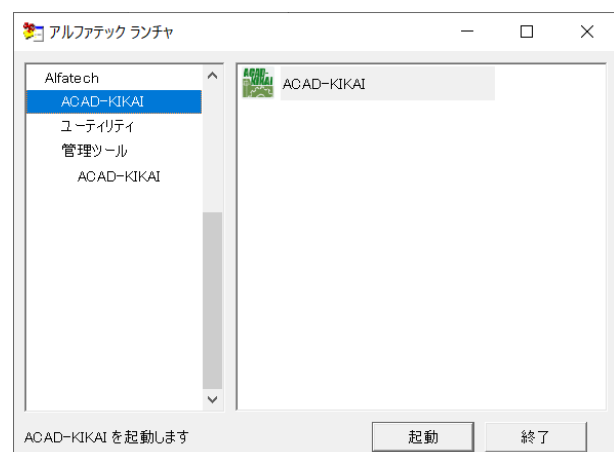 アルファテック ランチャ
Alfatech
ACAD-KIKAI
ユーティリティ
管理ツール
ACAD-KIKAI
ACAD-KIKAI
ACAD-KIKAI
ACAD-KIKAI を起動します
起動
終了